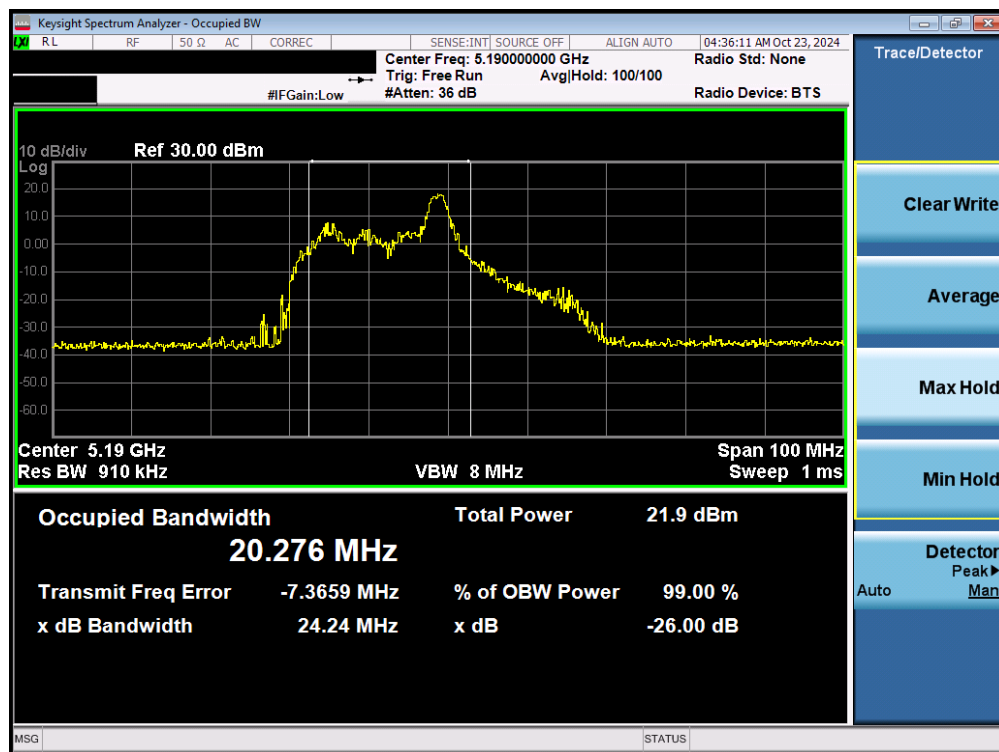 Keysight Spectrum Analyzer - Occupied BW
LXI RL RF 50 Ω AC CORREC SENSE:INT SOURCE OFF ALIGN AUTO 04:36:11 AM Oct 23, 2024
Center Freq: 5.190000000 GHz Radio Std: None
Trig: Free Run Avg|Hold: 100/100
#IFGain:Low #Atten: 36 dB Radio Device: BTS
Trace/Detector
10 dB/div Ref 30.00 dBm
Log
20.0
10.0
0.00
-10.0
-20.0
-30.0
-40.0
-50.0
-60.0
Center 5.19 GHz Span 100 MHz
Res BW 910 kHz VBW 8 MHz Sweep 1 ms
Occupied Bandwidth Total Power 21.9 dBm
20.276 MHz
Transmit Freq Error -7.3659 MHz % of OBW Power 99.00 %
x dB Bandwidth 24.24 MHz x dB -26.00 dB
Clear Write
Average
Max Hold
Min Hold
Detector
Peak▶
Auto Man
MSG STATUS